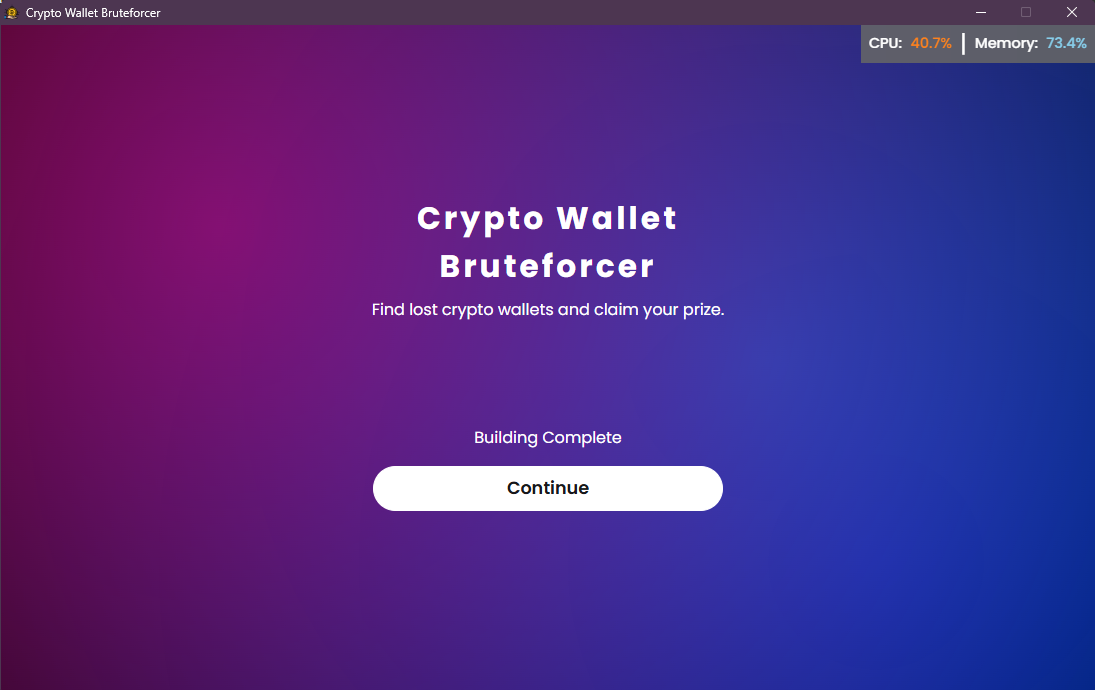 Crypto Wallet Bruteforcer
CPU: 40.7% | Memory: 73.4%
Crypto Wallet
Bruteforcer
Find lost crypto wallets and claim your prize.
Building Complete
Continue